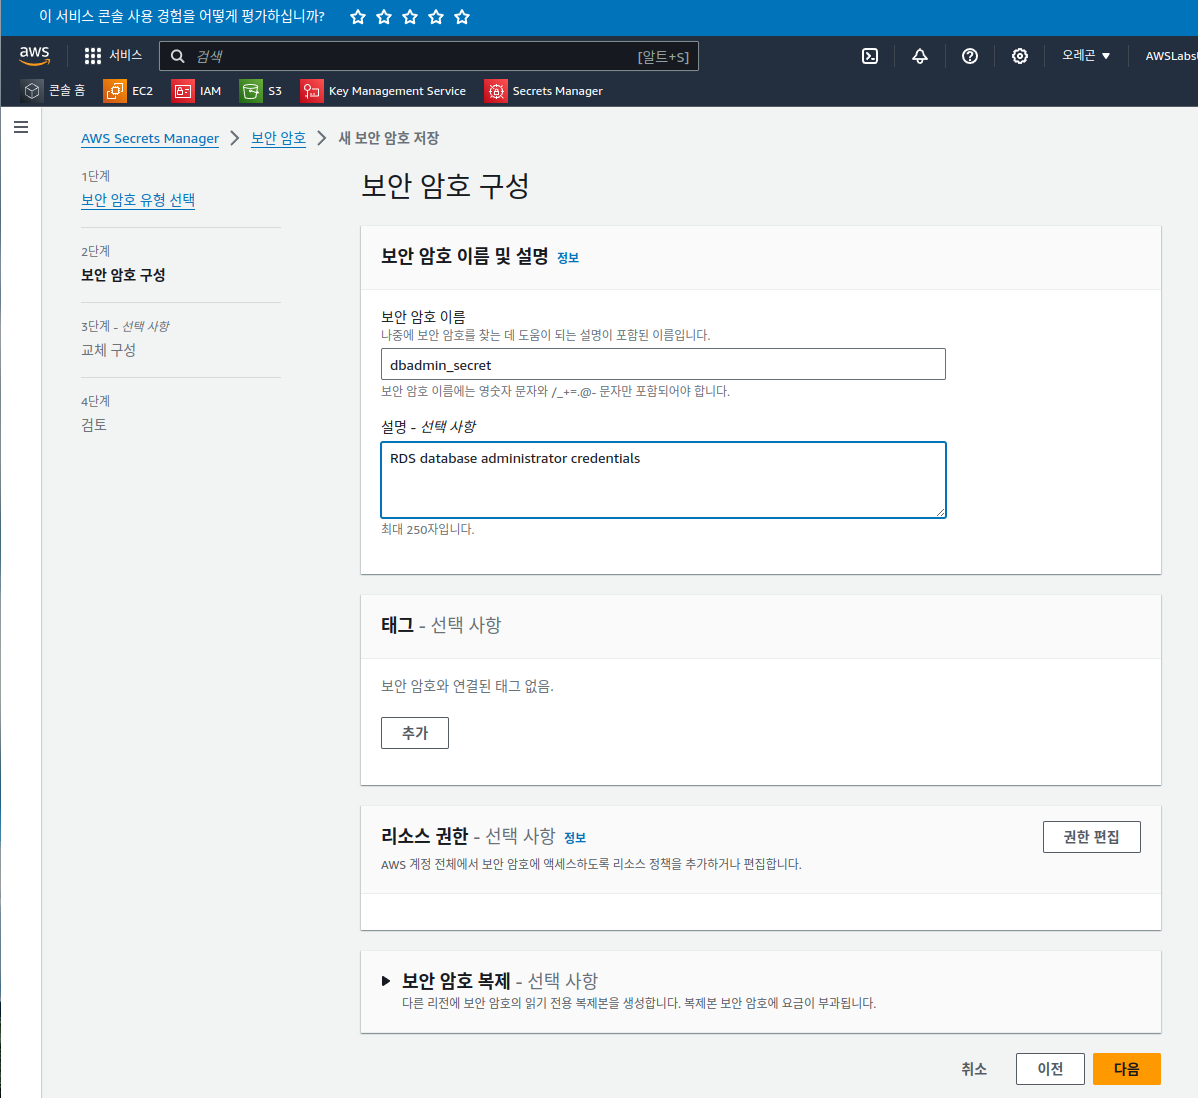 이 서비스 콘솔 사용 경험을 어떻게 평가하십니까?
aws 서비스 검색 [알트+S] 오레곤 AWSLabs
콘솔 홈 EC2 IAM S3 Key Management Service Secrets Manager
AWS Secrets Manager 보안 암호 새 보안 암호 저장
1단계
보안 암호 유형 선택
2단계
보안 암호 구성
3단계 - 선택 사항
교체 구성
4단계
검토
보안 암호 구성
보안 암호 이름 및 설명 정보
보안 암호 이름
나중에 보안 암호를 찾는 데 도움이 되는 설명이 포함된 이름입니다.
dbadmin_secret
보안 암호 이름에는 영숫자 문자와 /_+=.@- 문자만 포함되어야 합니다.
설명 - 선택 사항
RDS database administrator credentials
최대 250자입니다.
태그 - 선택 사항
보안 암호와 연결된 태그 없음.
추가
리소스 권한 - 선택 사항 정보
권한 편집
AWS 계정 전체에서 보안 암호에 액세스하도록 리소스 정책을 추가하거나 편집합니다.
보안 암호 복제 - 선택 사항
다른 리전에 보안 암호의 읽기 전용 복제본을 생성합니다. 복제본 보안 암호에 요금이 부과됩니다.
취소 이전 다음